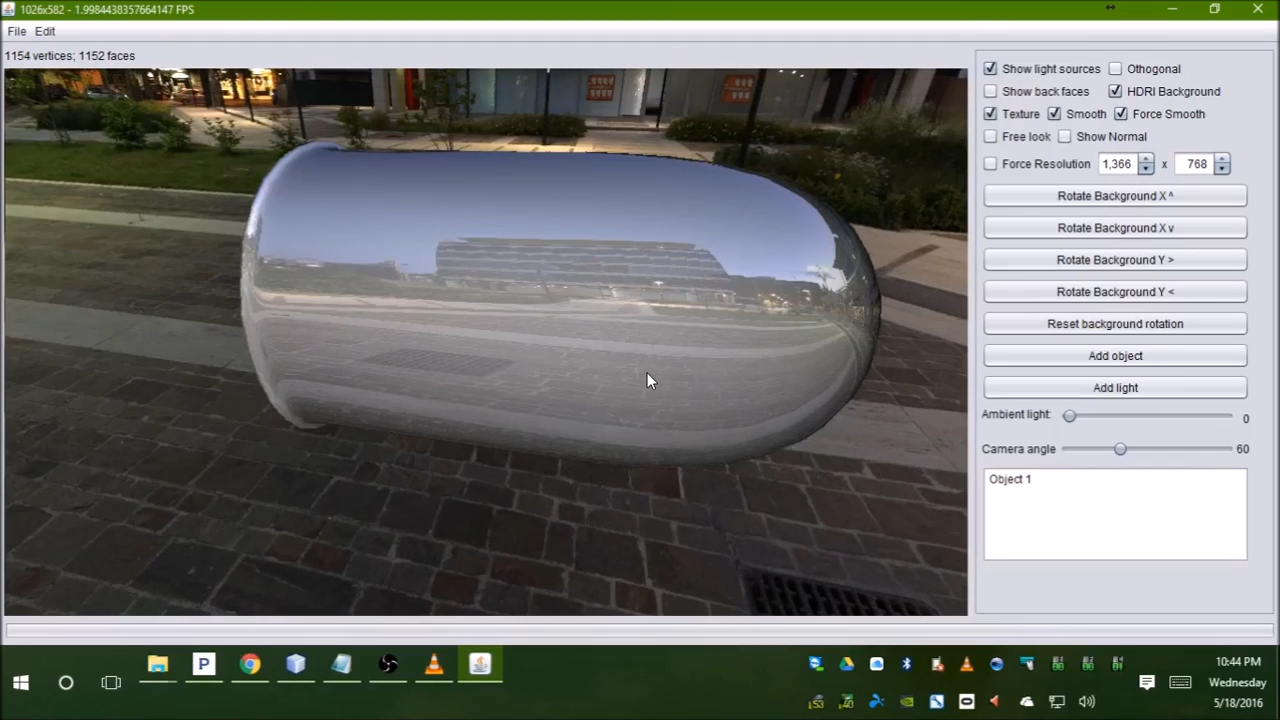 1026x582 - 1.9984438357664147 FPS
File Edit
1154 vertices; 1152 faces
Show light sources Othogonal
Show back faces HDRI Background
Texture Smooth Force Smooth
Free look Show Normal
Force Resolution 1,366 x 768
Rotate Background X ^
Rotate Background X v
Rotate Background Y >
Rotate Background Y <
Reset background rotation
Add object
Add light
Ambient light: 0
Camera angle 60
Object 1
P
10:44 PM
Wednesday
53 40
5/18/2016